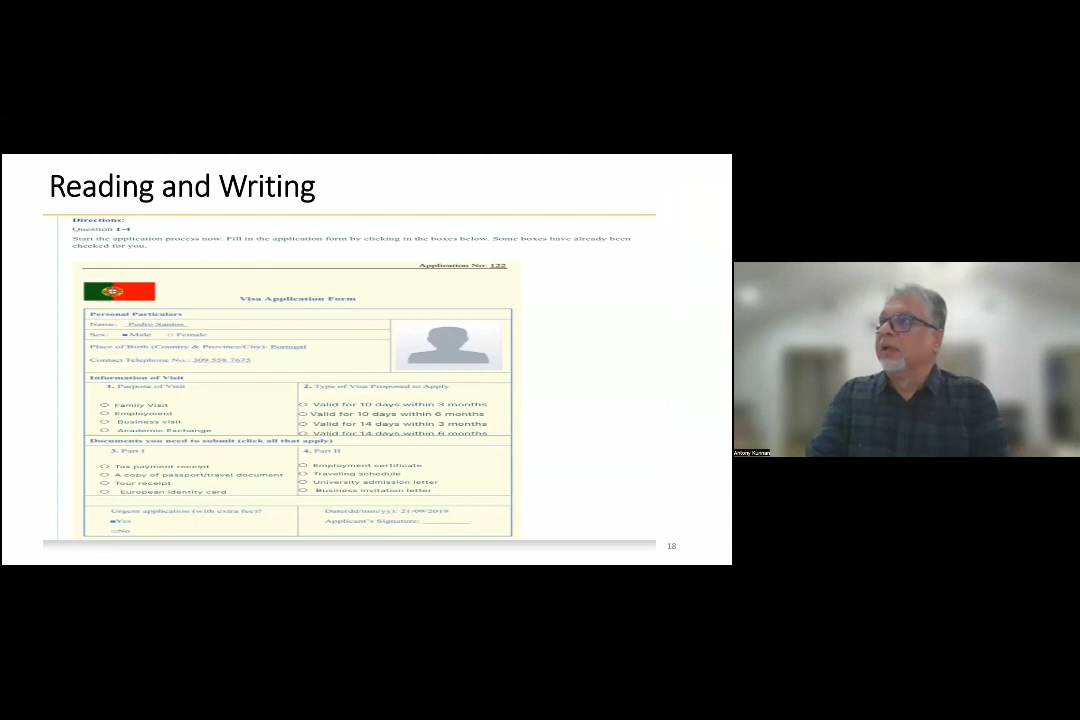 Reading and Writing
Directions:
Question 1-4
Start the application process now. Fill in the application form by clicking in the boxes below. Some boxes have already been
checked for you.
Application No: 122
Visa Application Form
Personal Particulars
Name: Pedro Santos
Sex: Male Female
Place of Birth (Country & Province/City): Portugal
Contact Telephone No.: 309 558 7675
Information of Visit
1. Purpose of Visit
Family Visit
Employment
Business visit
Academic Exchange
2. Type of Visa Proposed to Apply
Valid for 10 days within 3 months
Valid for 10 days within 6 months
Valid for 14 days within 3 months
Valid for 14 days within 6 months
Documents you need to submit (click all that apply)
3. Part I
Tax payment receipt
A copy of passport/travel document
Tour receipt
European identity card
4. Part II
Employment certificate
Traveling schedule
University admission letter
Business invitation letter
Urgent application (with extra fee)?
Yes
No
Date(dd/mm/yy): 21/09/2018
Applicant's Signature:
18
Antony Kunnan